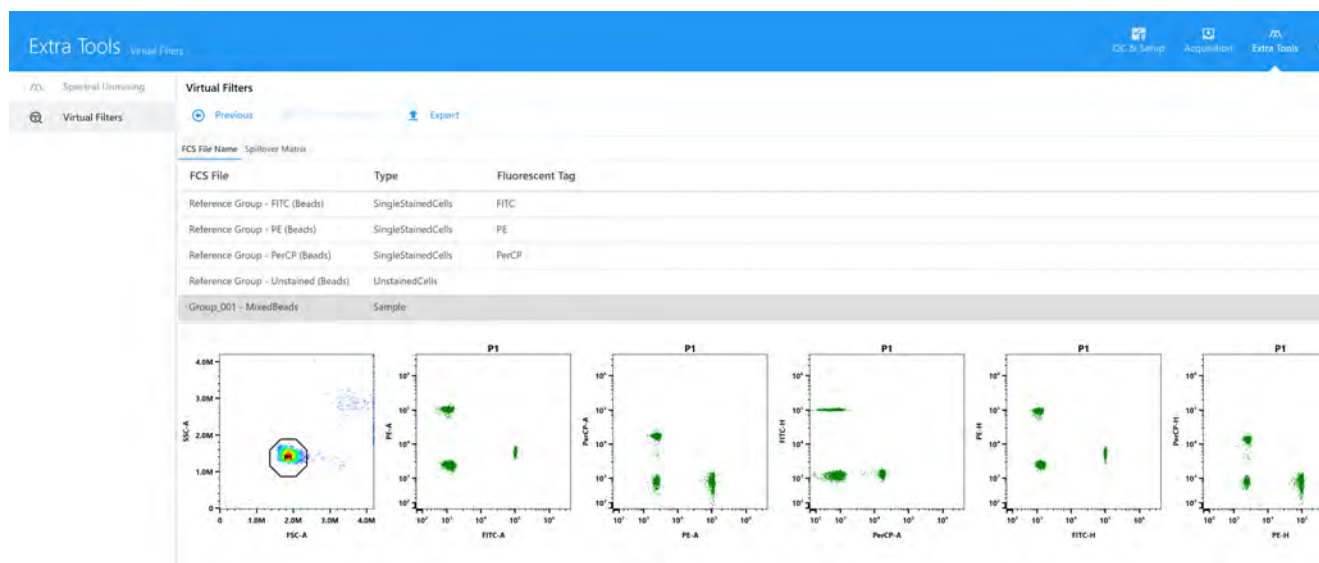 Extra Tools Virtual Filters
QC & Setup Acquisition Extra Tools
Spectral Unmixing
Virtual Filters
Virtual Filters
Previous Export
FCS File Name Spillover Matrix
FCS File Type Fluorescent Tag
Reference Group - FITC (Beads) SingleStainedCells FITC
Reference Group - PE (Beads) SingleStainedCells PE
Reference Group - PerCP (Beads) SingleStainedCells PerCP
Reference Group - Unstained (Beads) UnstainedCells
Group_001 - MixedBeads Sample
P1 P1 P1 P1 P1
4.0M
3.0M
2.0M
1.0M
0
SSC-A
0 1.0M 2.0M 3.0M 4.0M
FSC-A
PE-A
FITC-A
PerCP-A
PE-A
FITC-H
PerCP-A
PE-H
FITC-H
PerCP-H
PE-H